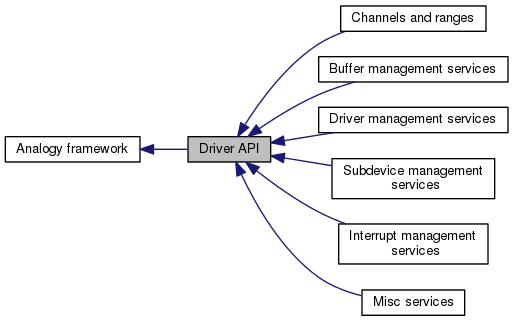 Channels and ranges
Buffer management services
Driver management services
Analogy framework
Driver API
Subdevice management
services
Interrupt management
services
Misc services